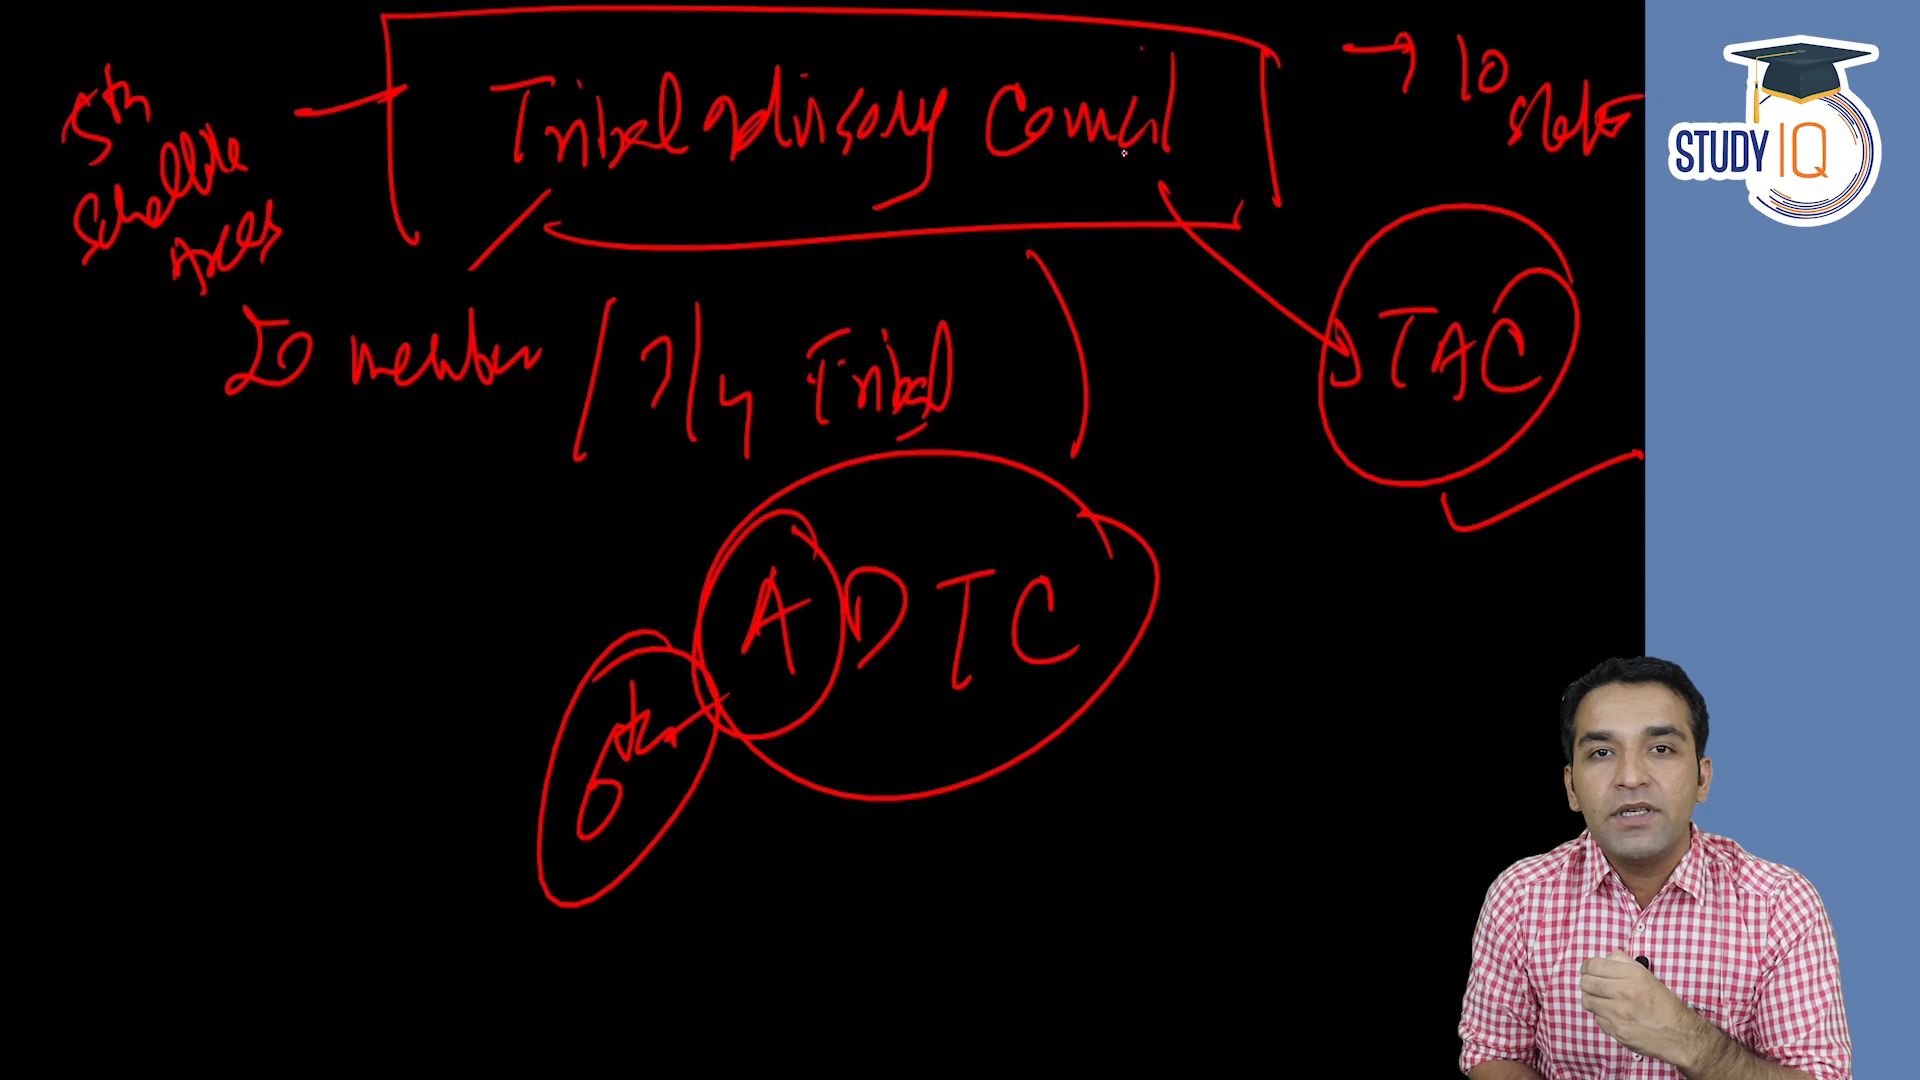 Tribal advisory Council
→ 10 states
5th Schedule Areas
20 member
3/4 Tribal
TAC
ADTC
6th
STUDY IQ